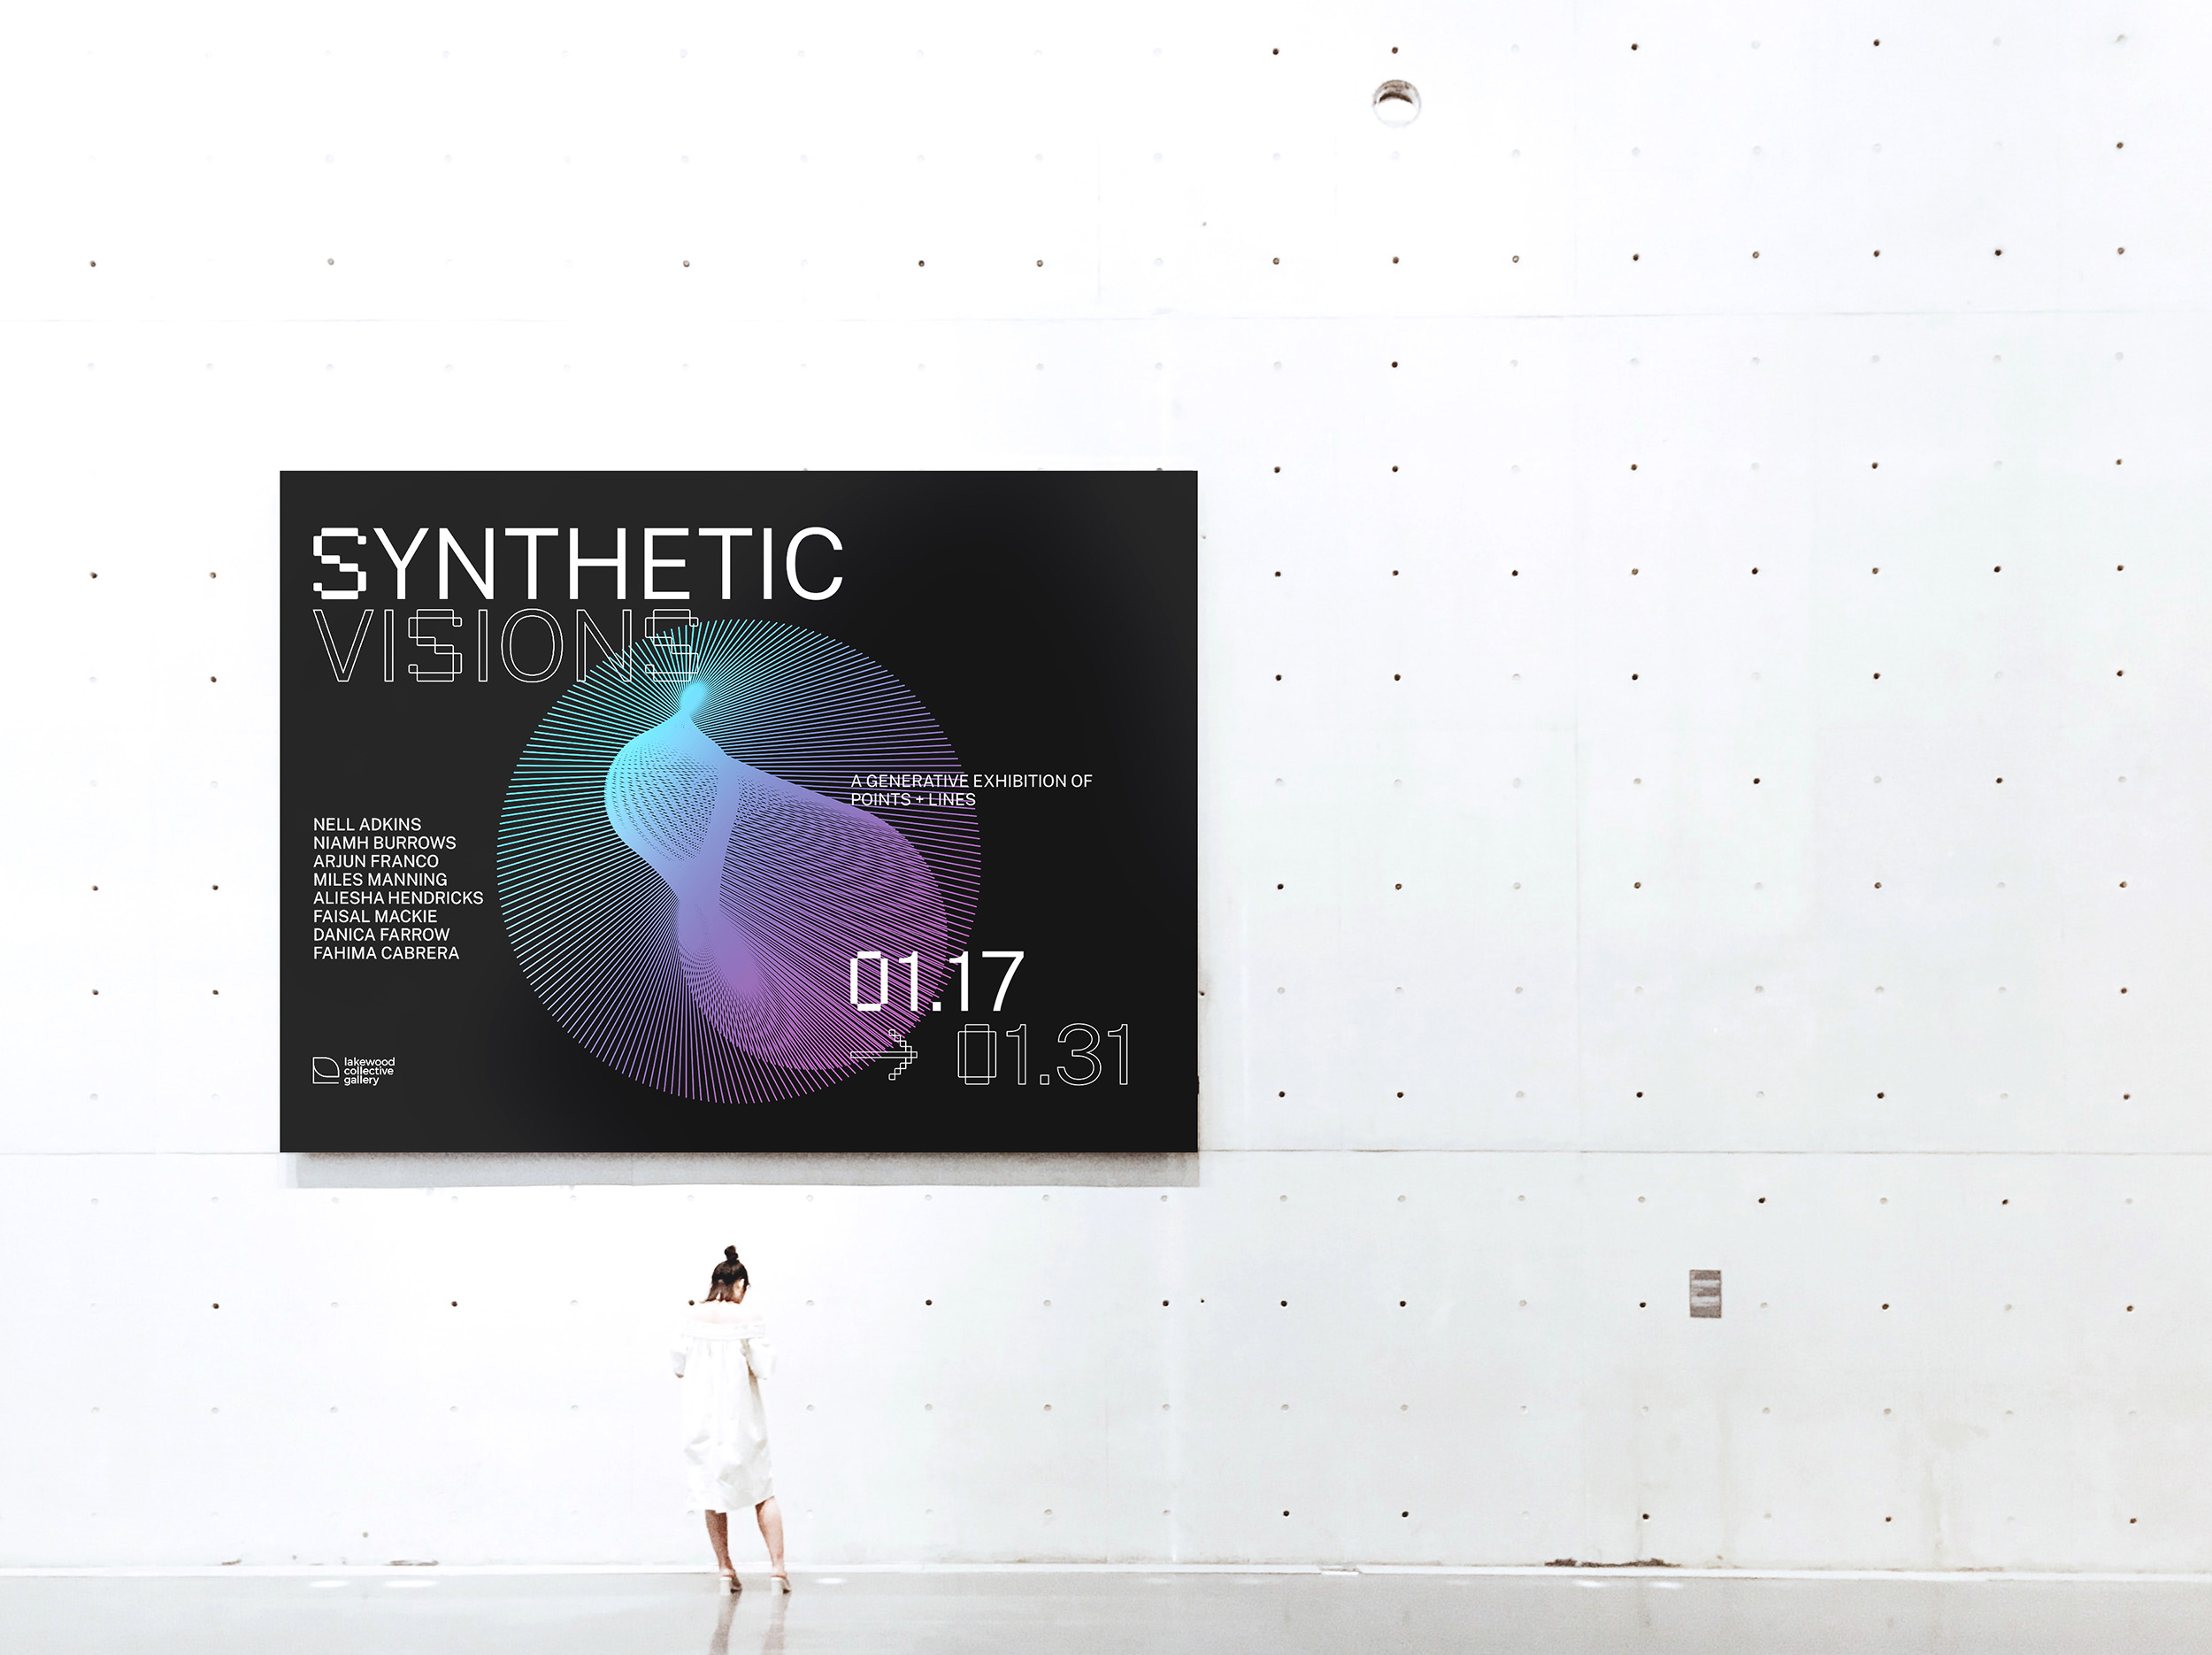 SYNTHETIC
VISIONS
A GENERATIVE EXHIBITION OF
POINTS + LINES
NELL ADKINS
NIAMH BURROWS
ARJUN FRANCO
MILES MANNING
ALIESHA HENDRICKS
FAISAL MACKIE
DANICA FARROW
FAHIMA CABRERA
01.17
→ 01.31
lakewood
collective
gallery